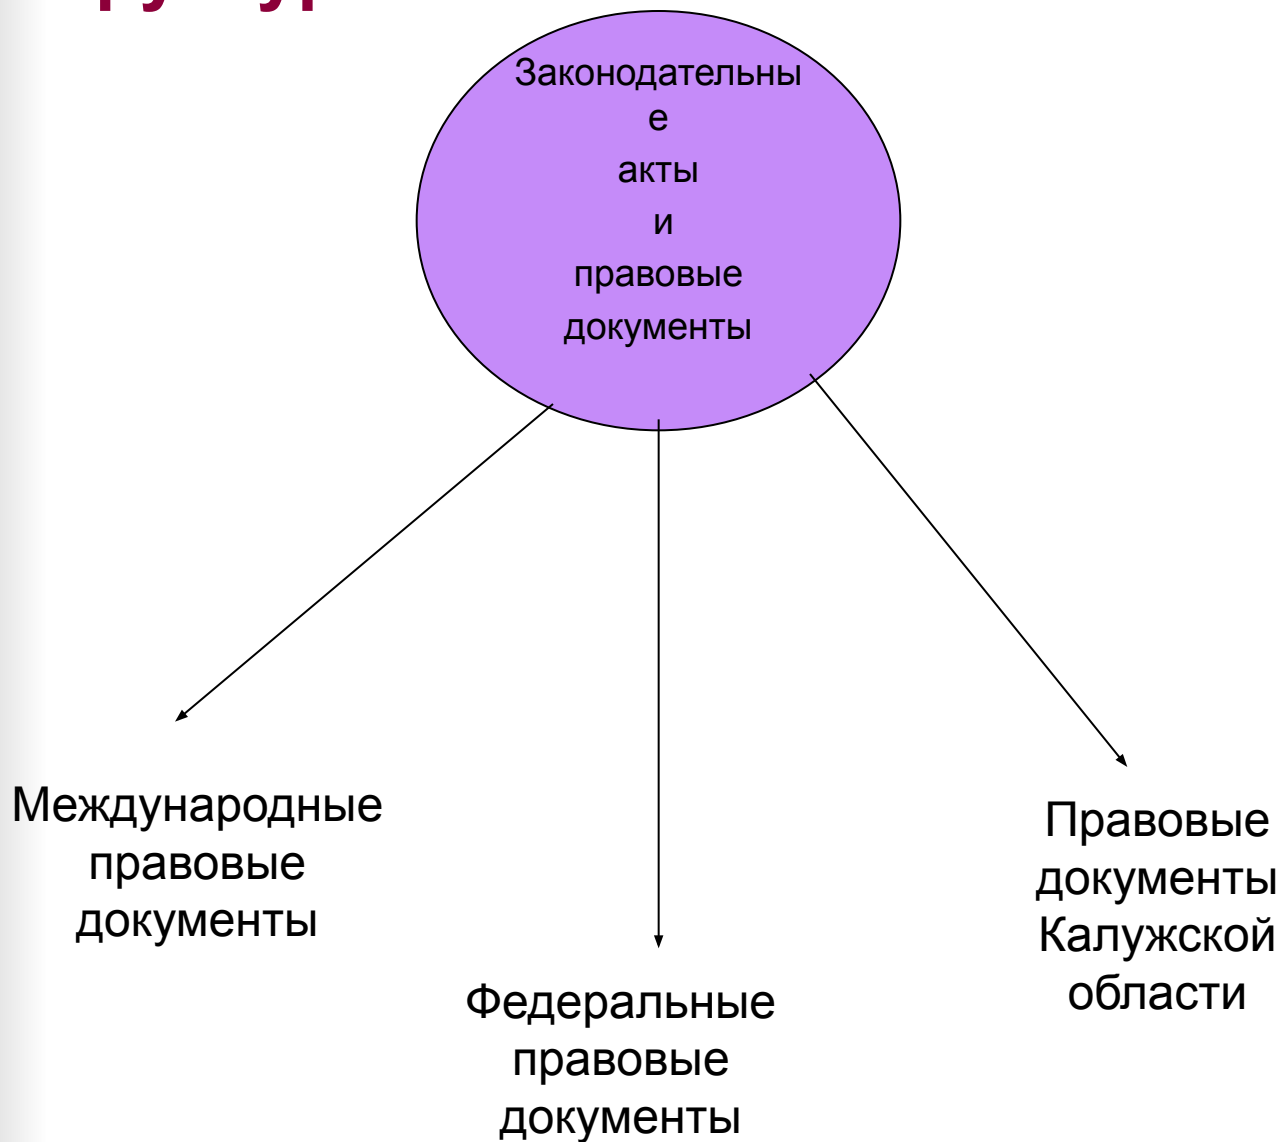 Законодательны
е
акты
и
правовые
документы
Международные
правовые
документы
Правовые
документы
Калужской
области
Федеральные
правовые
документы